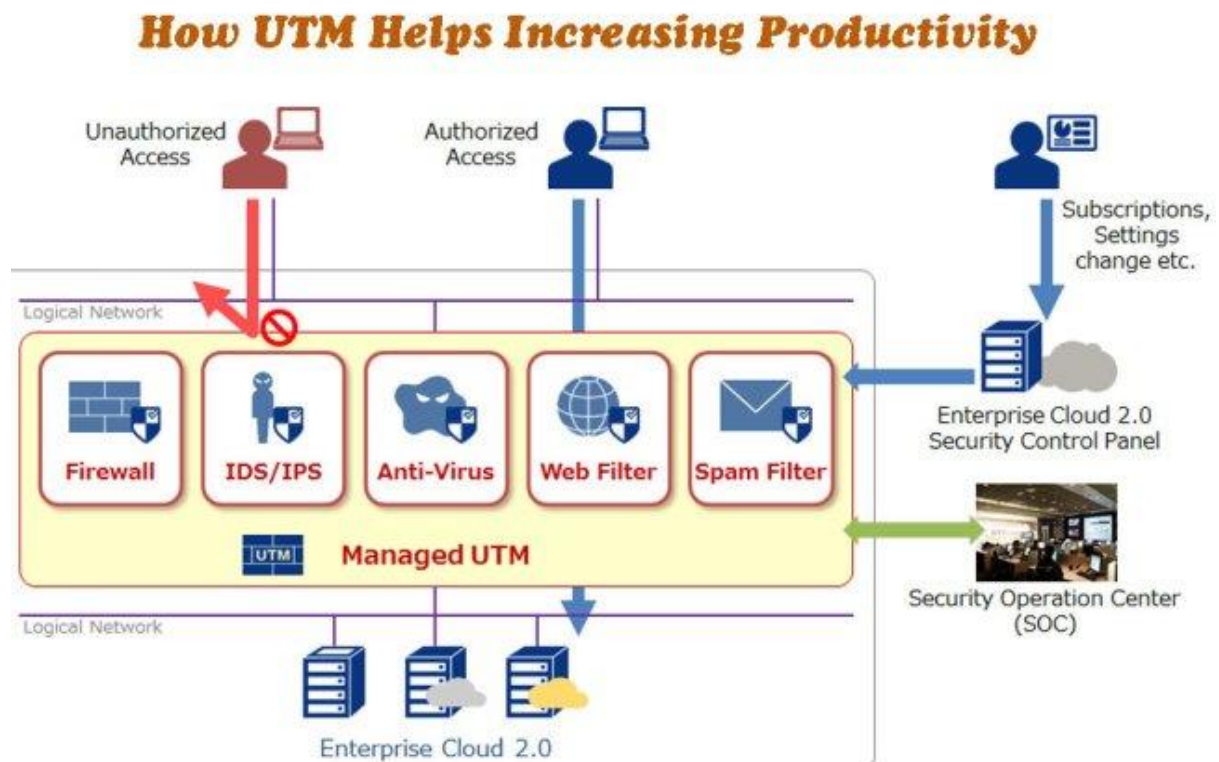 How UTM Helps Increasing Productivity
Unauthorized
Access
Authorized
Access
Subscriptions,
Settings
change etc.
Logical Network
Firewall
IDS/IPS
Anti-Virus
Web Filter
Spam Filter
UTM
Managed UTM
Enterprise Cloud 2.0
Security Control Panel
Security Operation Center
(SOC)
Logical Network
Enterprise Cloud 2.0